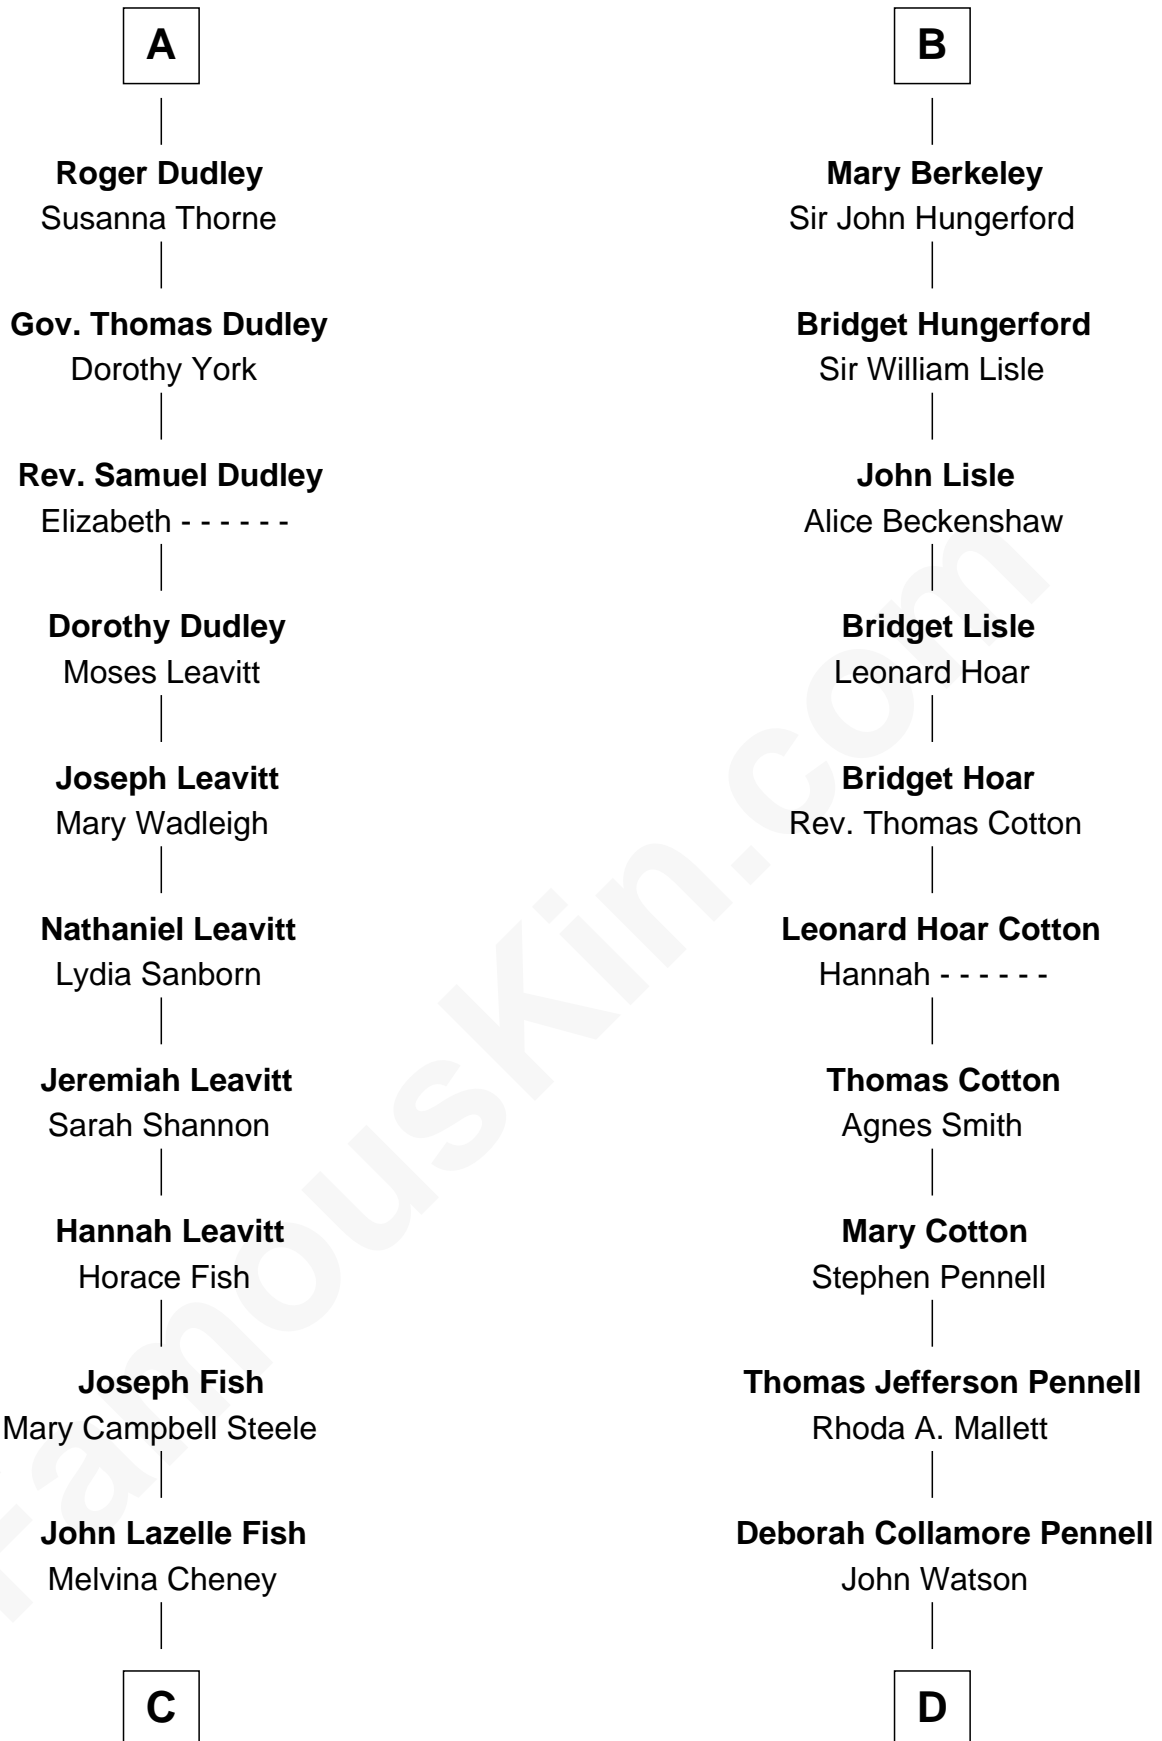 A
Roger Dudley
Susanna Thorne
Gov. Thomas Dudley
Dorothy York
Rev. Samuel Dudley
Elizabeth - - - - - -
Dorothy Dudley
Moses Leavitt
Joseph Leavitt
Mary Wadleigh
Nathaniel Leavitt
Lydia Sanborn
Jeremiah Leavitt
Sarah Shannon
Hannah Leavitt
Horace Fish
Joseph Fish
Mary Campbell Steele
John Lazelle Fish
Melvina Cheney
C
B
Mary Berkeley
Sir John Hungerford
Bridget Hungerford
Sir William Lisle
John Lisle
Alice Beckenshaw
Bridget Lisle
Leonard Hoar
Bridget Hoar
Rev. Thomas Cotton
Leonard Hoar Cotton
Hannah - - - - - -
Thomas Cotton
Agnes Smith
Mary Cotton
Stephen Pennell
Thomas Jefferson Pennell
Rhoda A. Mallett
Deborah Collamore Pennell
John Watson
D
FamousKin.com